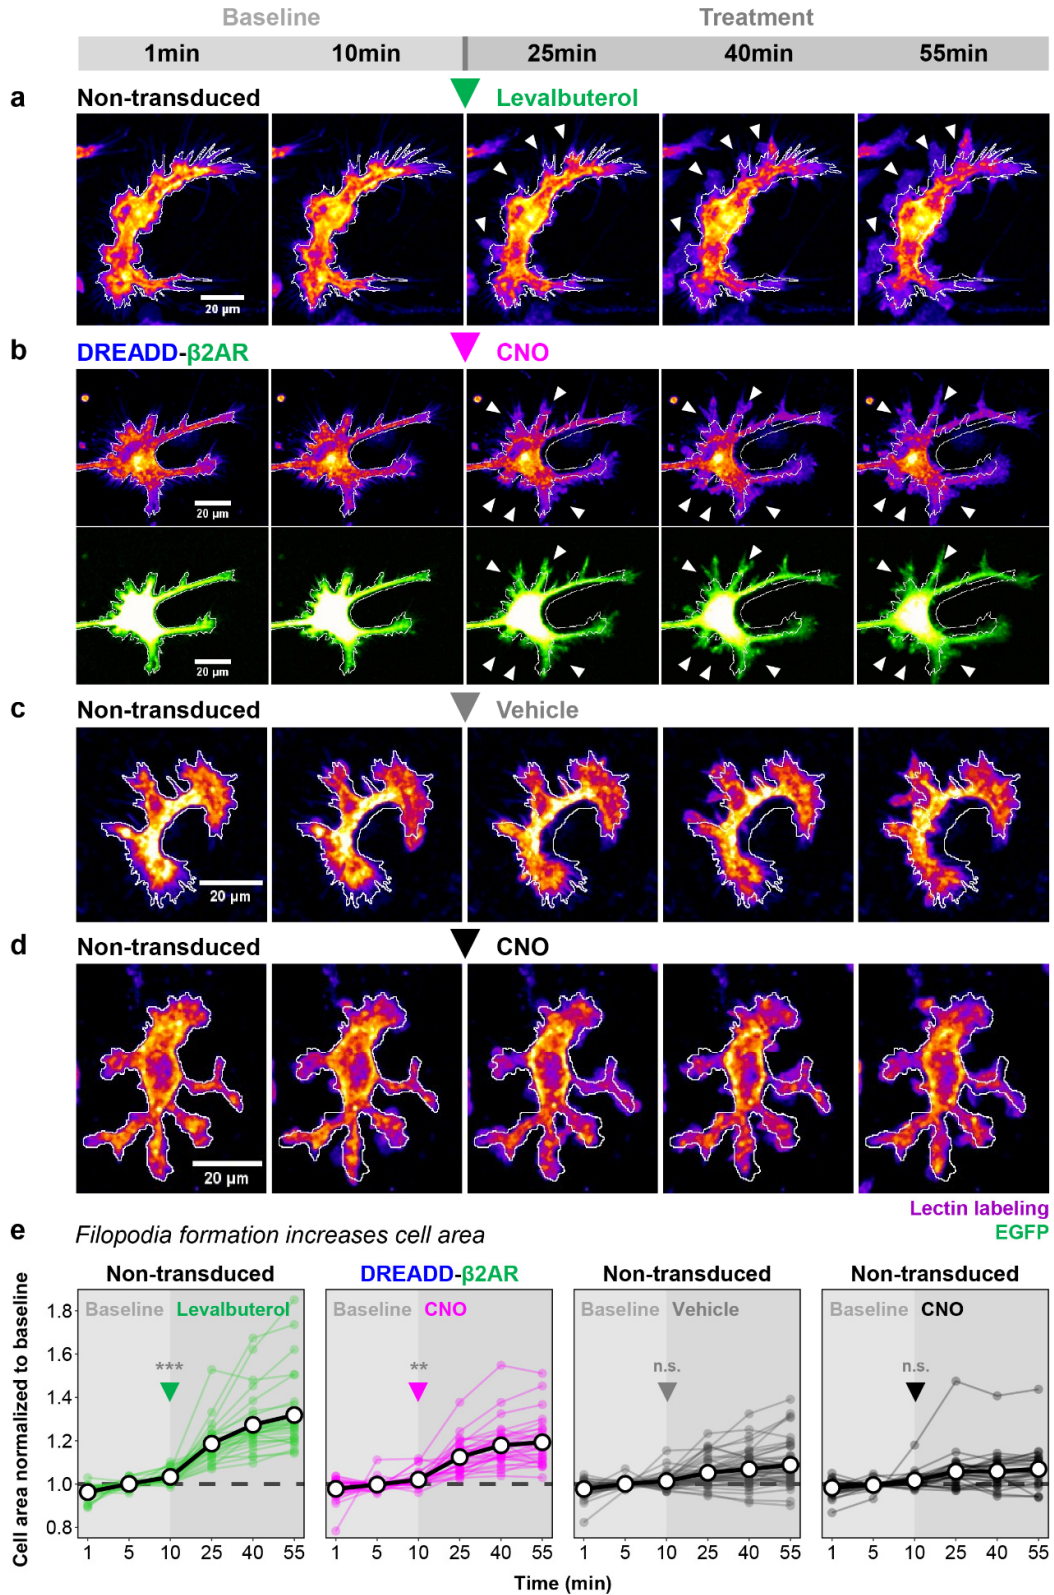 Baseline Treatment
1min 10min 25min 40min 55min
a Non-transduced Levalbuterol
20 µm
b DREADD-β2AR CNO
20 µm
20 µm
c Non-transduced Vehicle
20 µm
d Non-transduced CNO
20 µm
Lectin labeling
EGFP
e Filopodia formation increases cell area
Non-transduced DREADD-β2AR Non-transduced Non-transduced
Cell area normalized to baseline
Baseline Levalbuterol Baseline CNO Baseline Vehicle Baseline CNO
*** ** n.s. n.s.
1.8
1.6
1.4
1.2
1.0
0.8
1 5 10 25 40 55 1 5 10 25 40 55 1 5 10 25 40 55 1 5 10 25 40 55
Time (min)